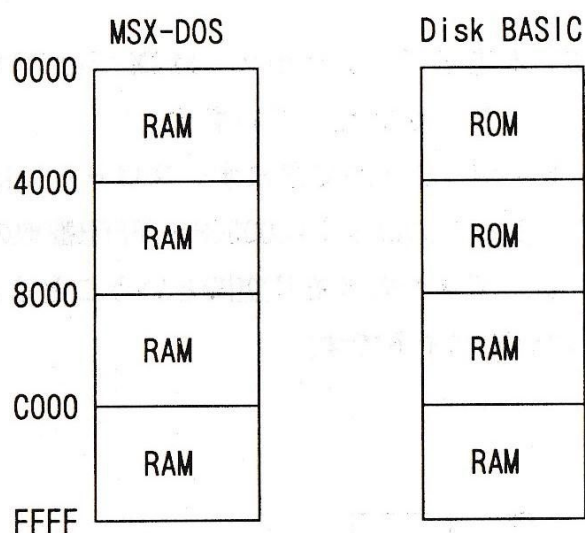 MSX-DOS Disk BASIC
0000
RAM ROM
4000
RAM ROM
8000
RAM RAM
C000
RAM RAM
FFFF